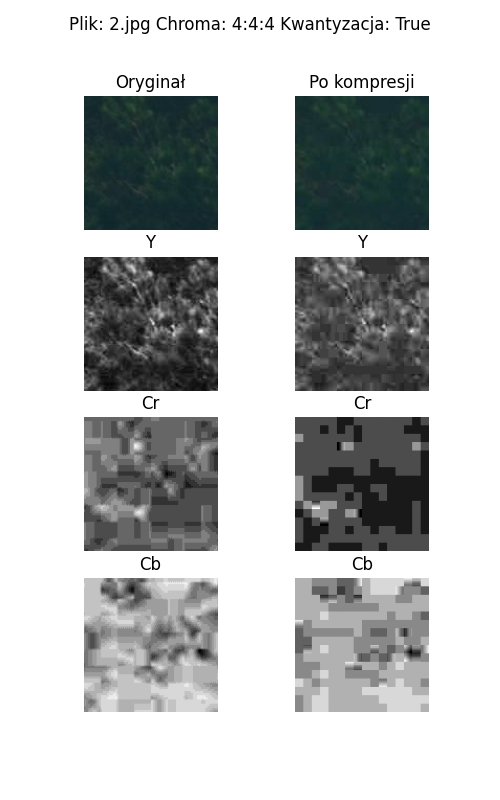 Plik: 2.jpg Chroma: 4:4:4 Kwantyzacja: True
Oryginał Po kompresji
Y Y
Cr Cr
Cb Cb